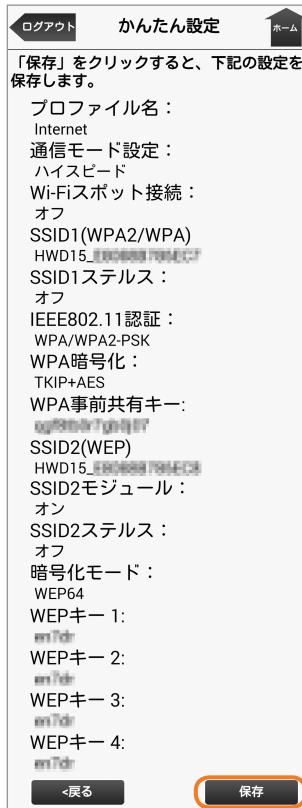 ログアウト
かんたん設定
ホーム
「保存」をクリックすると、下記の設定を
保存します。
プロファイル名：
Internet
通信モード設定：
ハイスピード
Wi-Fiスポット接続：
オフ
SSID1(WPA2/WPA)
HWD15_
SSID1ステルス：
オフ
IEEE802.11認証：
WPA/WPA2-PSK
WPA暗号化：
TKIP+AES
WPA事前共有キー:
SSID2(WEP)
HWD15_
SSID2モジュール：
オン
SSID2ステルス：
オフ
暗号化モード：
WEP64
WEPキー 1:
WEPキー 2:
WEPキー 3:
WEPキー 4:
<戻る
保存